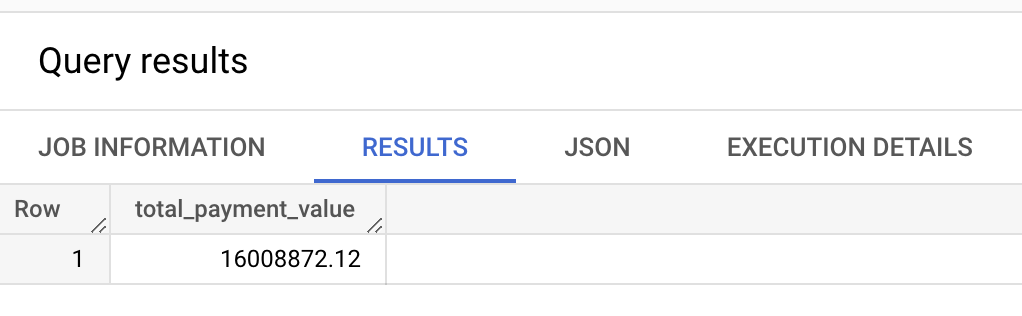 Query results
JOB INFORMATION RESULTS JSON EXECUTION DETAILS
Row total_payment_value
1 16008872.12